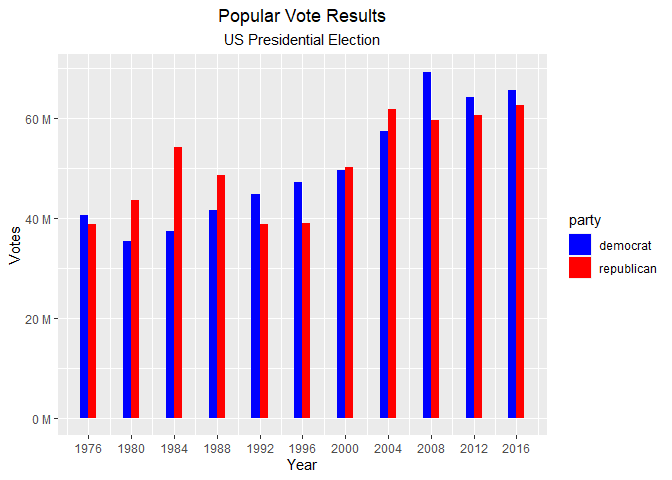 Popular Vote Results
US Presidential Election
60 M
40 M
20 M
0 M
Votes
1976 1980 1984 1988 1992 1996 2000 2004 2008 2012 2016
Year
party
democrat
republican